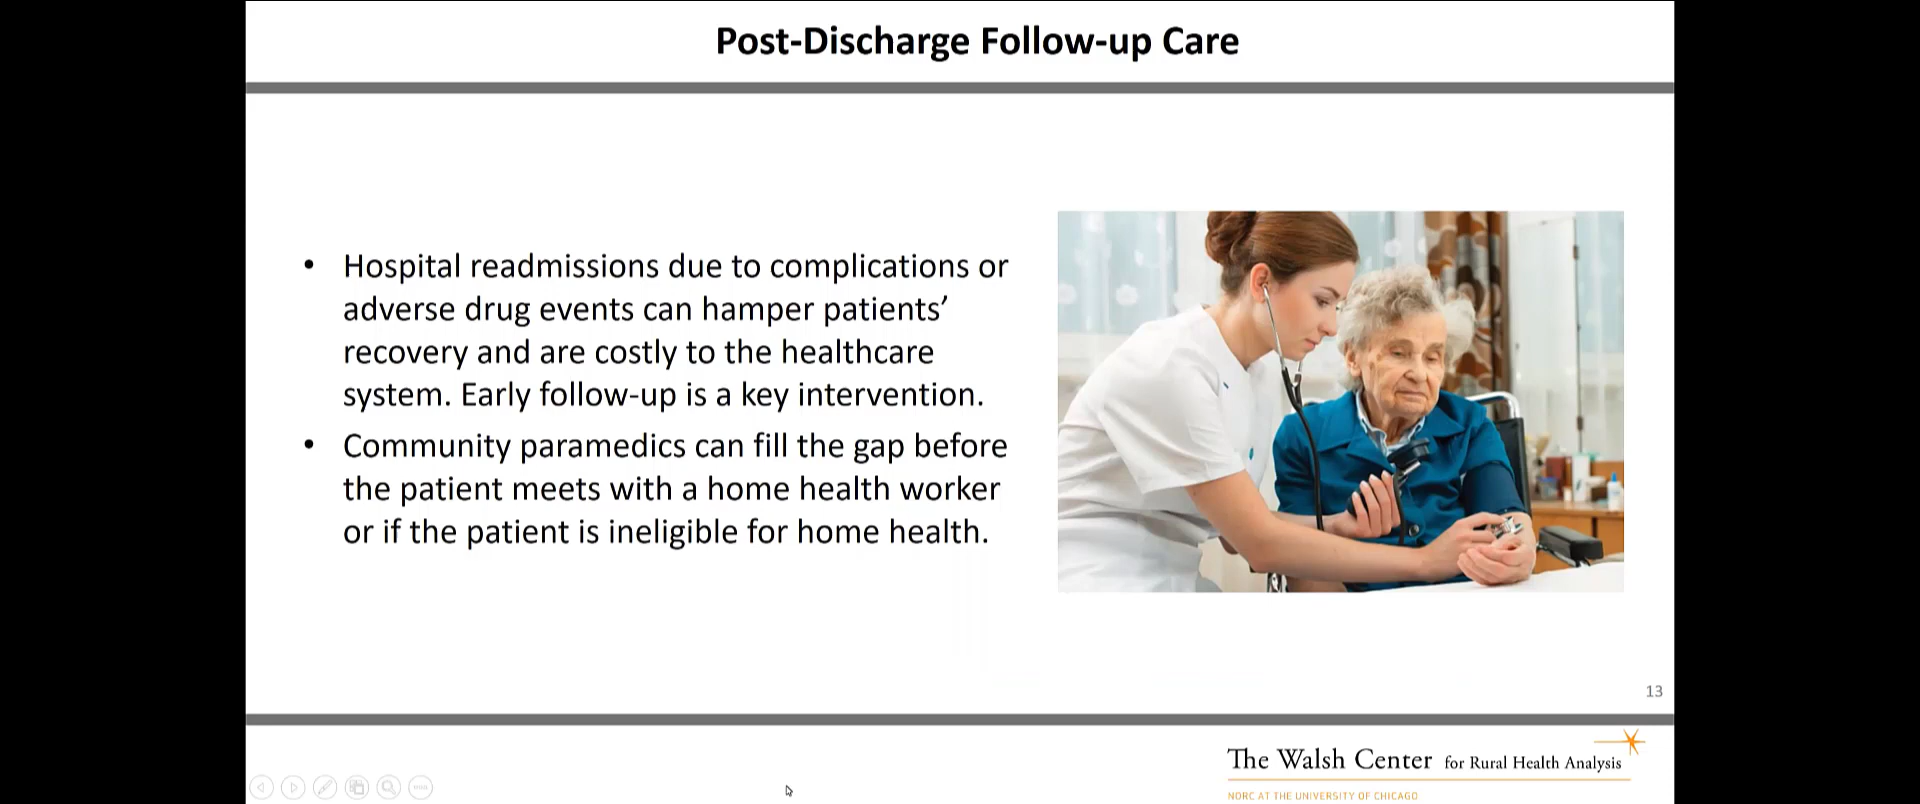 Post-Discharge Follow-up Care
• Hospital readmissions due to complications or
adverse drug events can hamper patients’
recovery and are costly to the healthcare
system. Early follow-up is a key intervention.
• Community paramedics can fill the gap before
the patient meets with a home health worker
or if the patient is ineligible for home health.
13
The Walsh Center for Rural Health Analysis
NORC AT THE UNIVERSITY OF CHICAGO